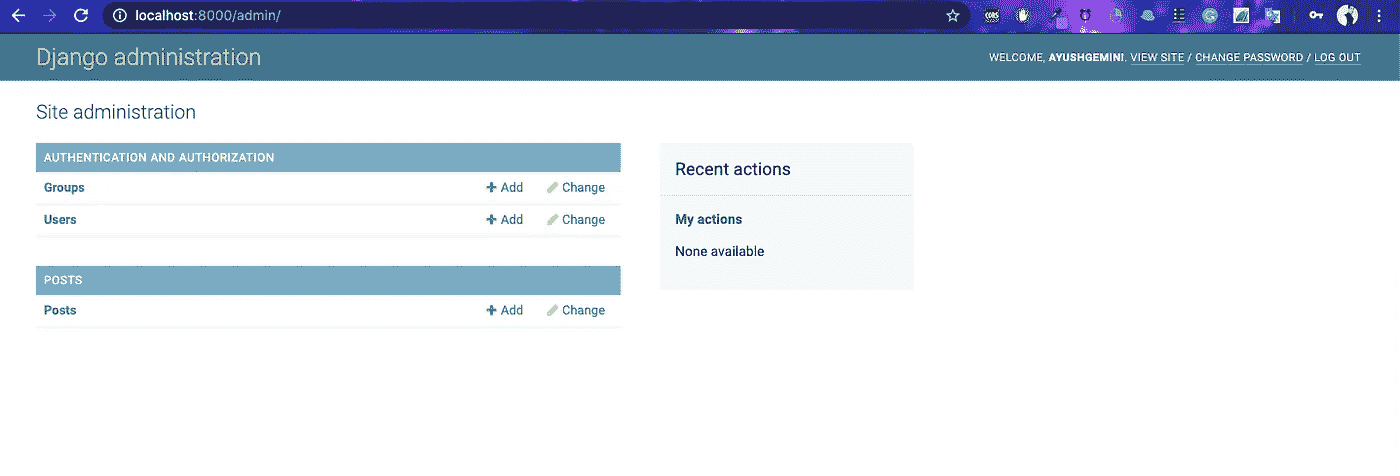 localhost:8000/admin/
Django administration
WELCOME, AYUSHGEMINI. VIEW SITE / CHANGE PASSWORD / LOG OUT
Site administration
AUTHENTICATION AND AUTHORIZATION
Groups + Add Change
Users + Add Change
POSTS
Posts + Add Change
Recent actions
My actions
None available